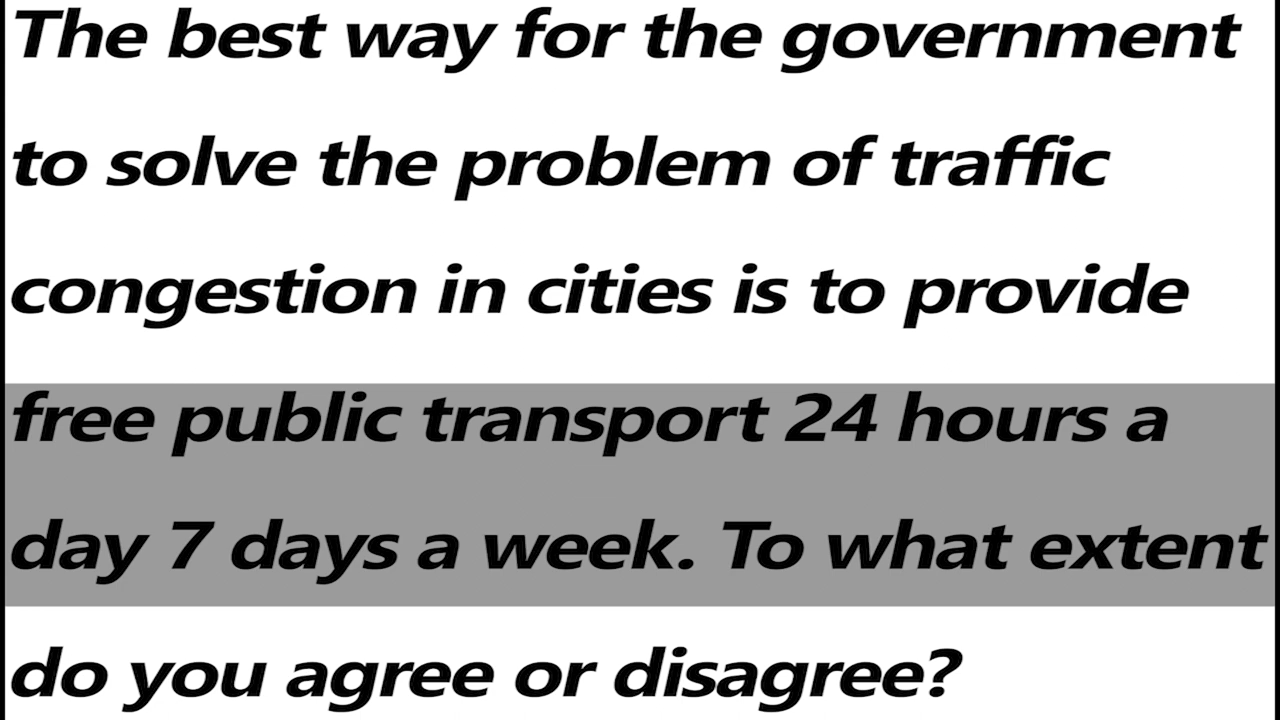 The best way for the government
to solve the problem of traffic
congestion in cities is to provide
free public transport 24 hours a
day 7 days a week. To what extent
do you agree or disagree?